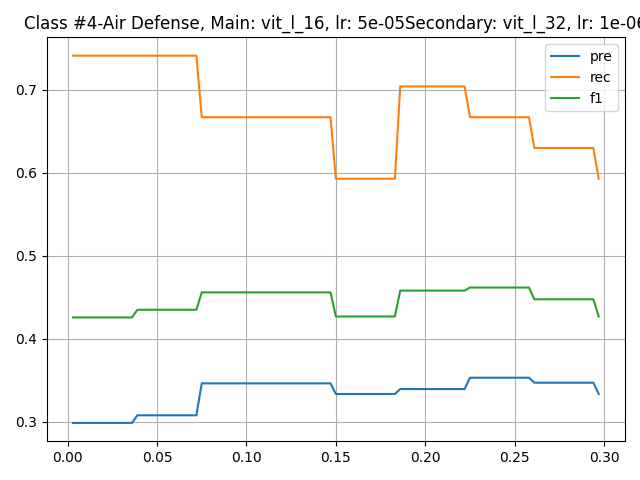 Class #4-Air Defense, Main: vit_l_16, lr: 5e-05Secondary: vit_l_32, lr: 1e-06
pre
rec
f1
0.7
0.6
0.5
0.4
0.3
0.00 0.05 0.10 0.15 0.20 0.25 0.30